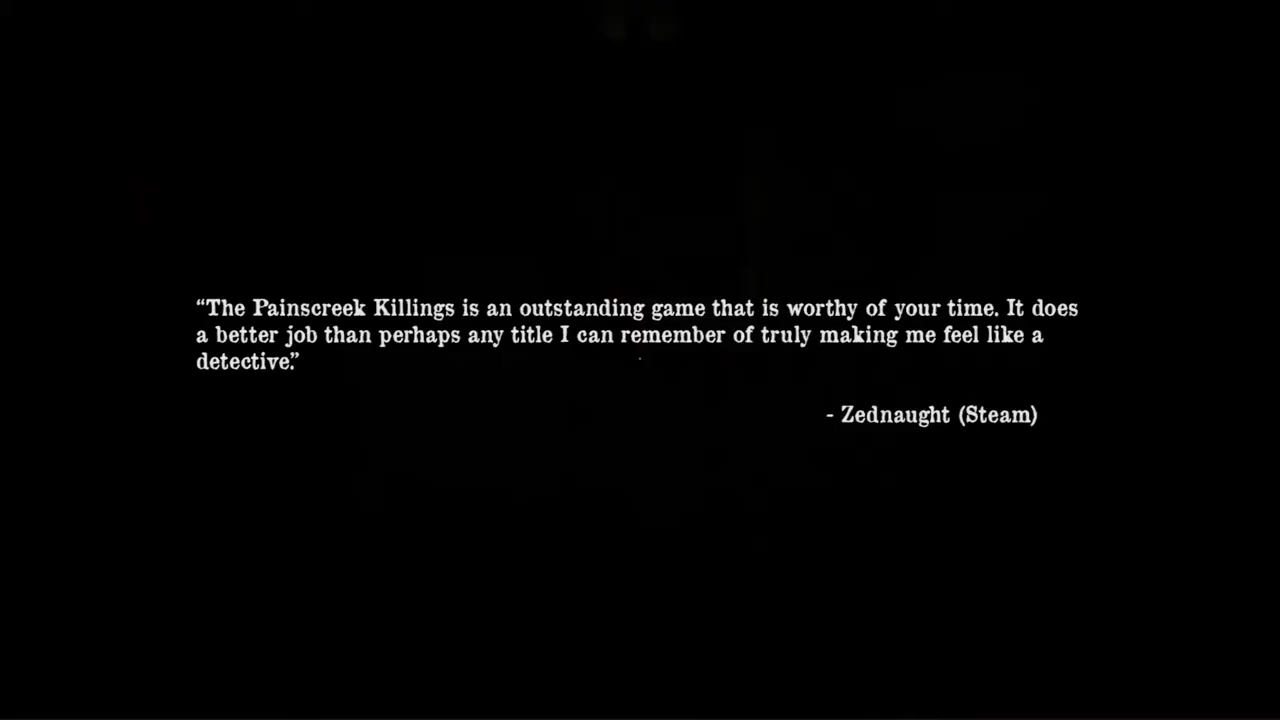 “The Painscreek Killings is an outstanding game that is worthy of your time. It does
a better job than perhaps any title I can remember of truly making me feel like a
detective.”
- Zednaught (Steam)